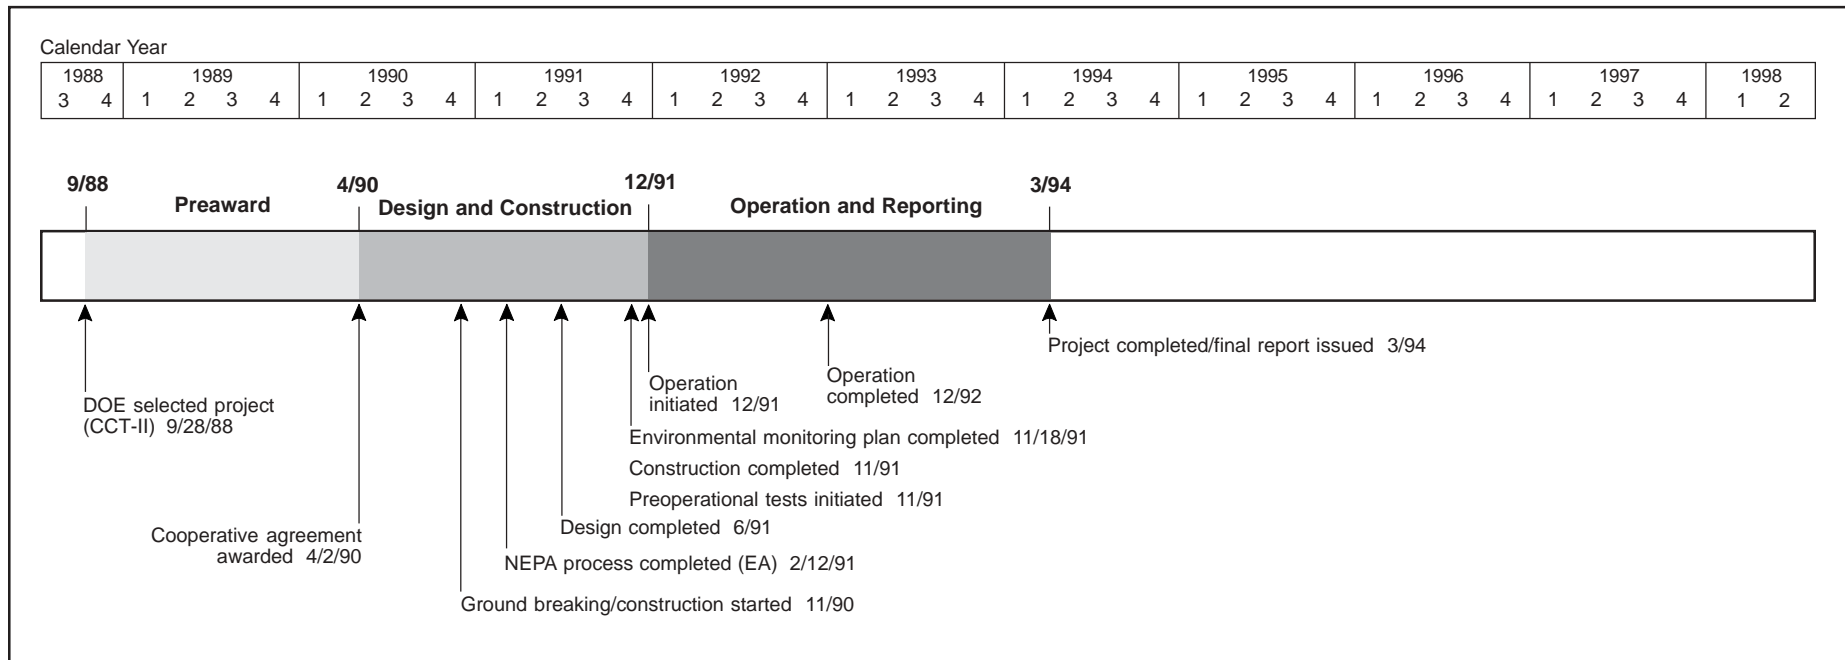 Calendar Year
1988 1989 1990 1991 1992 1993 1994 1995 1996 1997 1998
3 4 1 2 3 4 1 2 3 4 1 2 3 4 1 2 3 4 1 2 3 4 1 2 3 4 1 2 3 4 1 2 3 4 1 2 3 4 1 2
9/88 4/90 12/91 3/94
Preaward Design and Construction Operation and Reporting
Project completed/final report issued 3/94
Operation
completed 12/92
Operation
initiated 12/91
DOE selected project
(CCT-II) 9/28/88
Environmental monitoring plan completed 11/18/91
Construction completed 11/91
Preoperational tests initiated 11/91
Design completed 6/91
Cooperative agreement
awarded 4/2/90
NEPA process completed (EA) 2/12/91
Ground breaking/construction started 11/90